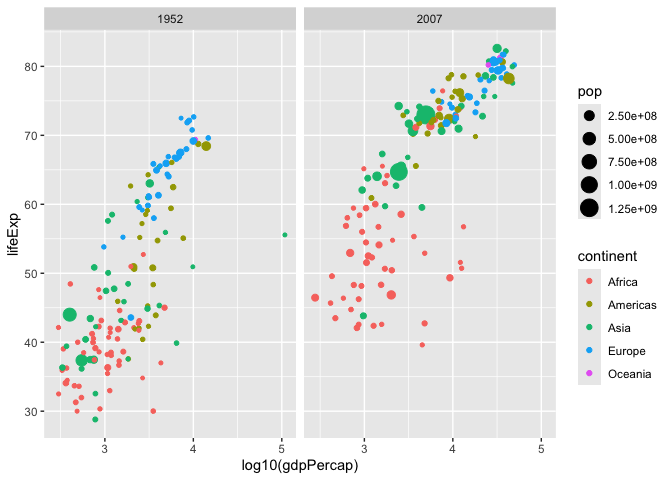 1952
2007
80
70
60
50
40
30
lifeExp
3
4
5
3
4
5
log10(gdpPercap)
pop
2.50e+08
5.00e+08
7.50e+08
1.00e+09
1.25e+09
continent
Africa
Americas
Asia
Europe
Oceania